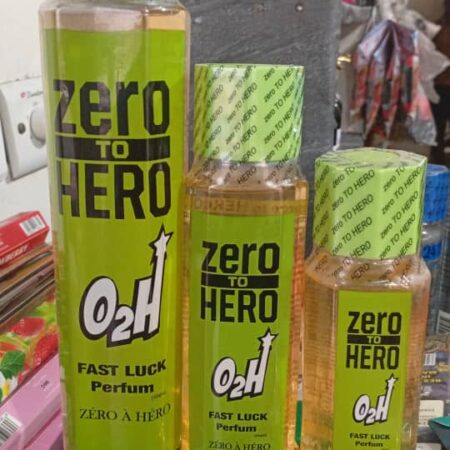 zero
TO
HERO
O2H
FAST LUCK
Perfum
ZÉRO À HÉRO
zero TO HERO
zero
TO
HERO
O2H
FAST LUCK
Perfum
ZÉRO À HÉRO
zero TO HERO
zero
TO
HERO
O2H
FAST LUCK
Perfum